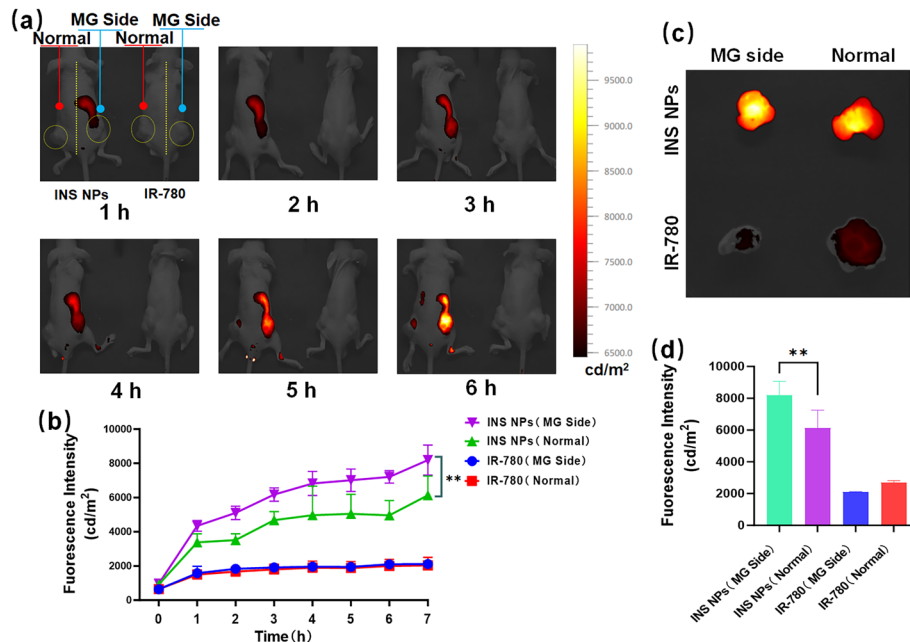 (a)
MG Side
MG Side
Normal
Normal
INS NPs
IR-780
1 h
2 h
3 h
4 h
5 h
6 h
9500.0
9000.0
8500.0
8000.0
7500.0
7000.0
6500.0
cd/m²
(b)
Fluorescence Intensity
(cd/m²)
8000
6000
4000
2000
0
0 1 2 3 4 5 6 7
Time(h)
INS NPs(MG Side)
INS NPs(Normal)
IR-780(MG Side)
IR-780(Normal)
**
(c)
MG side
Normal
INS NPs
IR-780
(d)
Fluorescence Intensity
(cd/m²)
10000
8000
6000
4000
2000
0
**
INS NPs(MG Side)
INS NPs(Normal)
IR-780(MG Side)
IR-780(Normal)